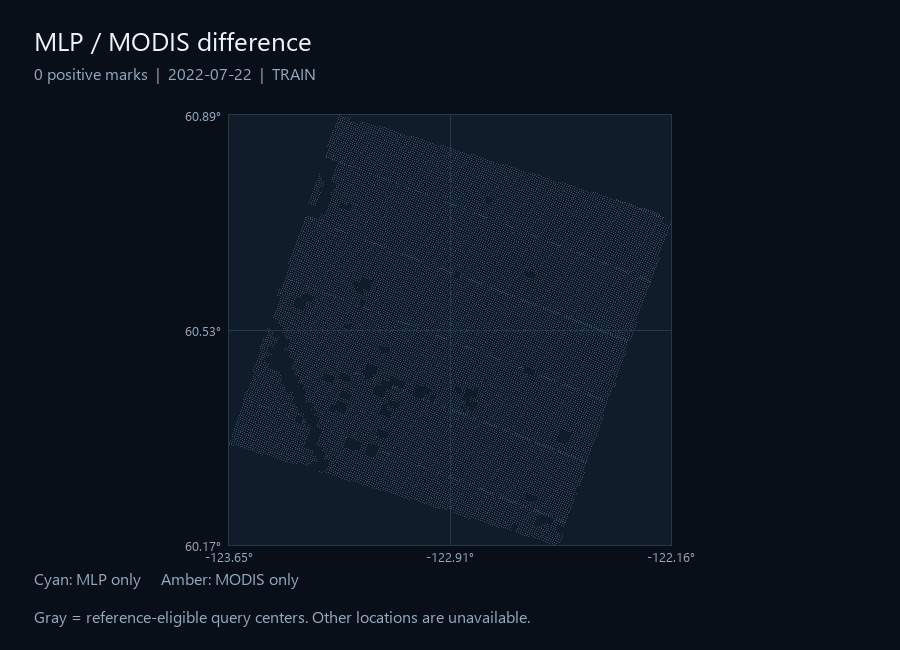 MLP / MODIS difference
0 positive marks | 2022-07-22 | TRAIN
60.89°
60.53°
60.17°
-123.65° -122.91° -122.16°
Cyan: MLP only Amber: MODIS only
Gray = reference-eligible query centers. Other locations are unavailable.